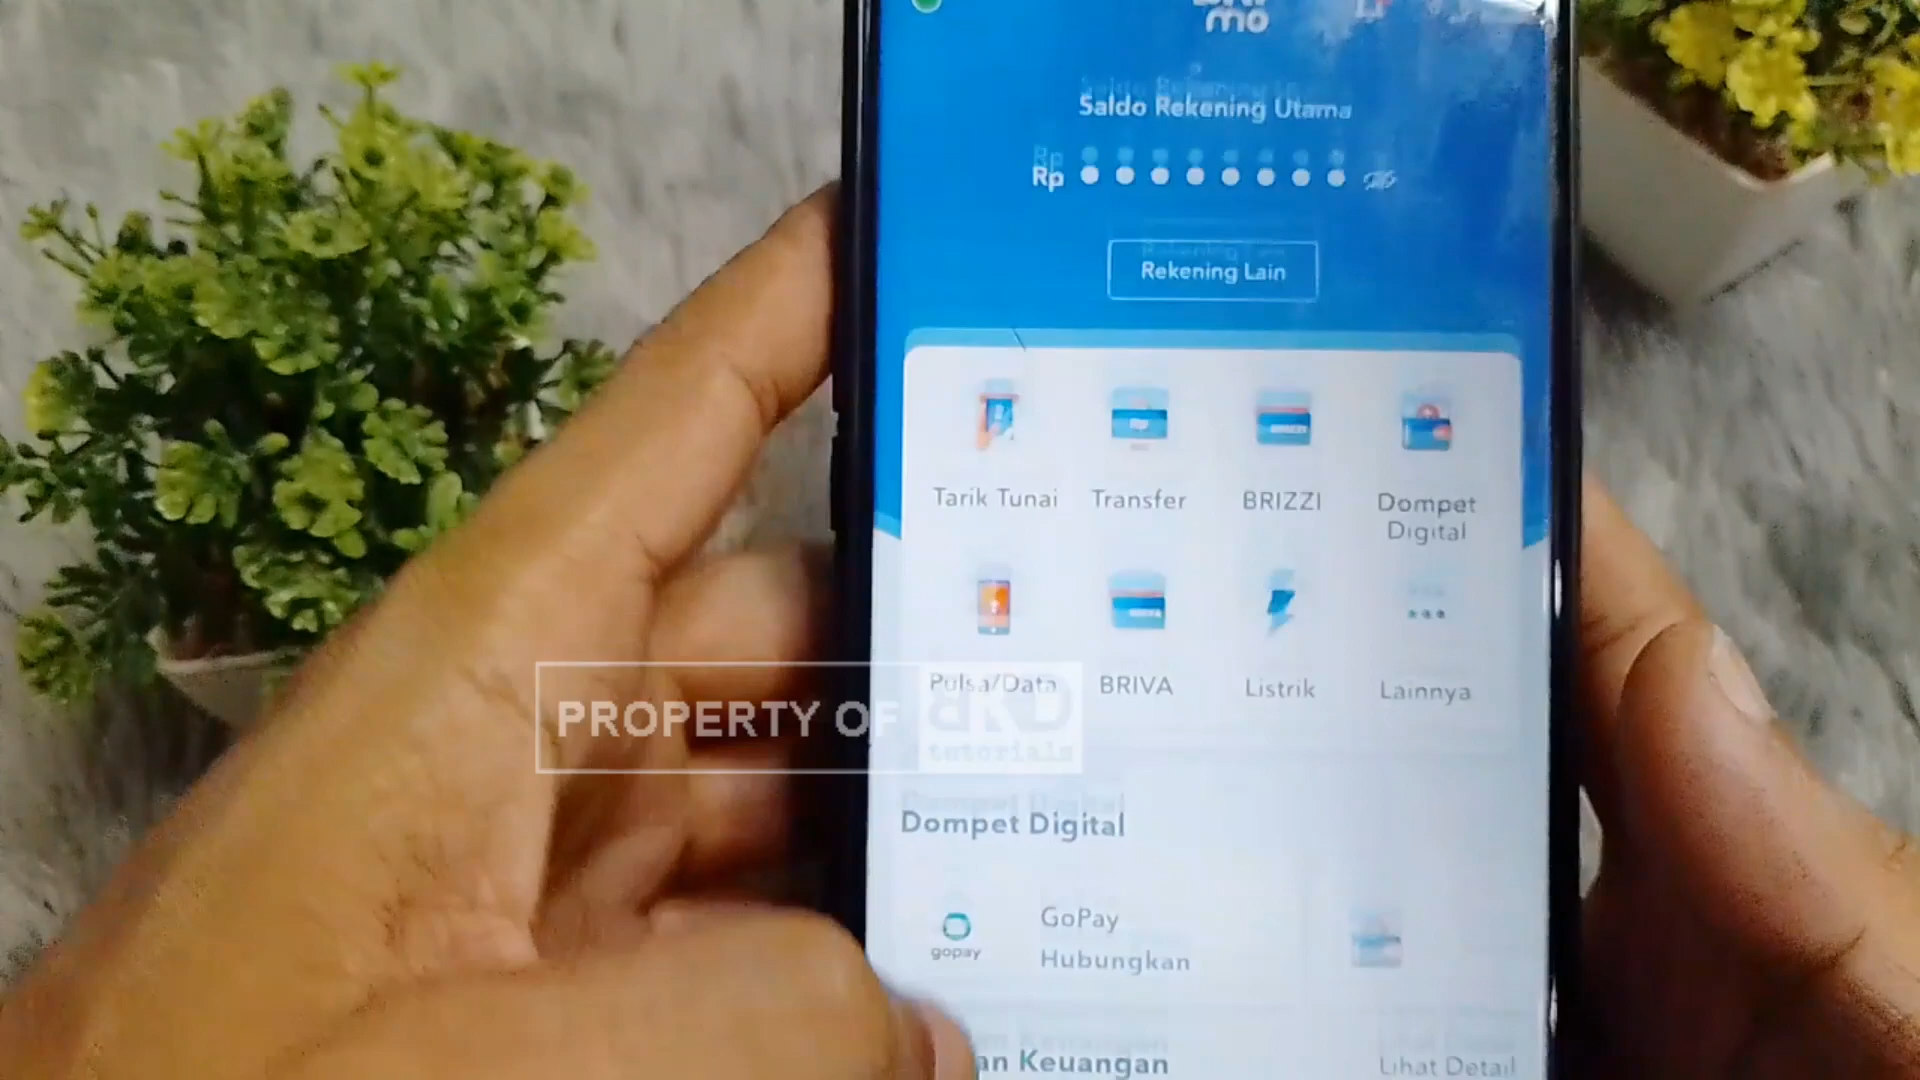 mo
Saldo Rekening Utama
Rp
Rekening Lain
Tarik Tunai
Transfer
BRIZZI
Dompet
Digital
Pulsa/Data
BRIVA
Listrik
Lainnya
PROPERTY OF BKD
tutorials
Dompet Digital
gopay
GoPay
Hubungkan
an Keuangan
Lihat Detail